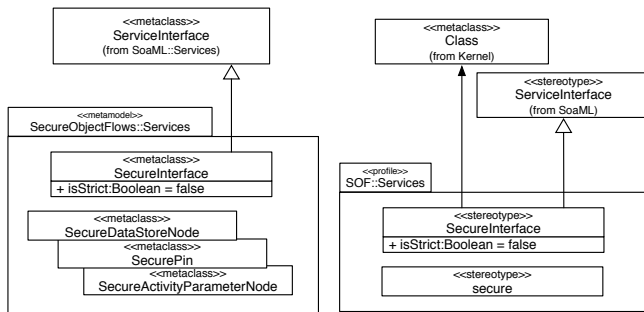 <<metaclass>>
ServiceInterface
(from SoaML::Services)
<<metamodel>>
SecureObjectFlows::Services
<<metaclass>>
SecureInterface
+ isStrict:Boolean = false
<<metaclass>>
SecureDataStoreNode
<<metaclass>>
SecurePin
<<metaclass>>
SecureActivityParameterNode
<<metaclass>>
Class
(from Kernel)
<<stereotype>>
ServiceInterface
(from SoaML)
<<profile>>
SOF::Services
<<stereotype>>
SecureInterface
+ isStrict:Boolean = false
<<stereotype>>
secure